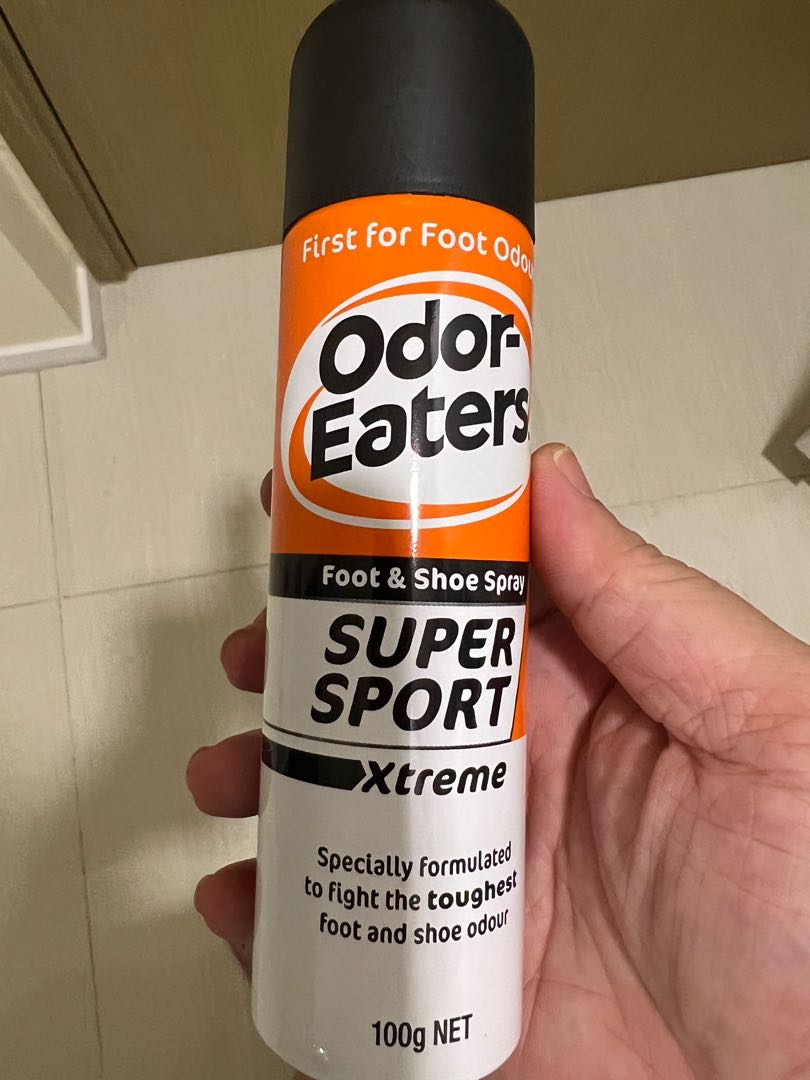 First for Foot Odou
Odor-
Eaters
Foot & Shoe Spray
SUPER
SPORT
Xtreme
Specially formulated
to fight the toughest
foot and shoe odour
100g NET